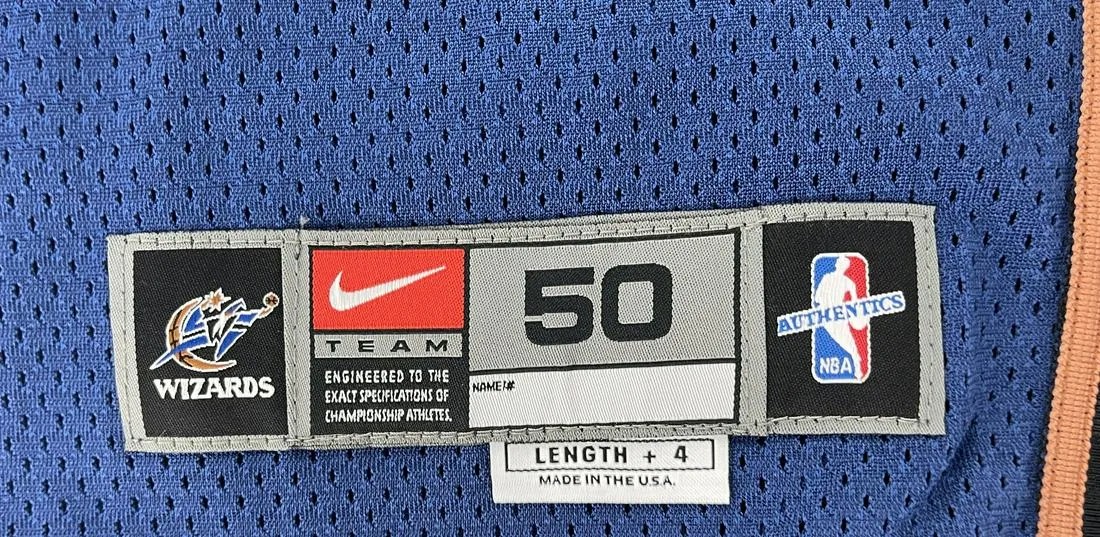 WIZARDS
TEAM
ENGINEERED TO THE
EXACT SPECIFICATIONS OF
CHAMPIONSHIP ATHLETES.
50
NAME/#
AUTHENTICS
NBA
LENGTH + 4
MADE IN THE U.S.A.